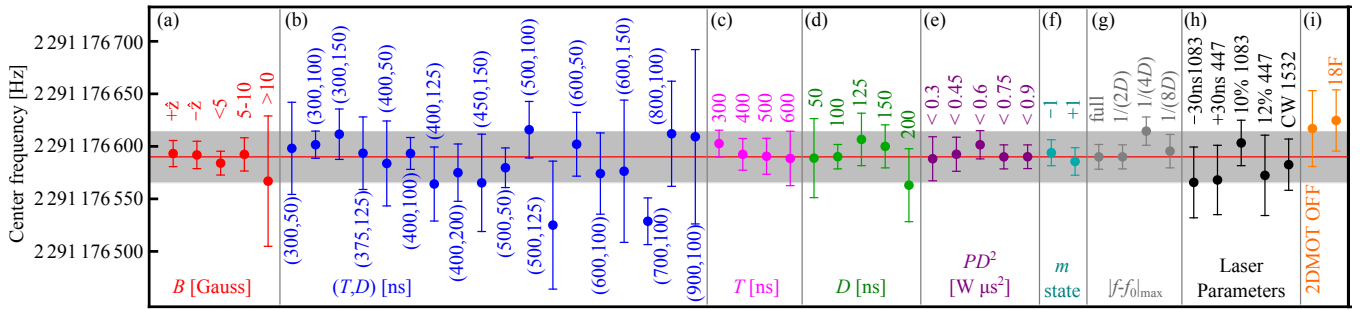 Center frequency [Hz]
2 291 176 700
2 291 176 650
2 291 176 600
2 291 176 550
2 291 176 500
(a)
+ẑ
−ẑ
<5
5-10
>10
B [Gauss]
(b)
(300,50)
(300,100)
(300,150)
(375,125)
(400,50)
(400,100)
(400,125)
(400,200)
(450,150)
(500,50)
(500,100)
(500,125)
(600,50)
(600,100)
(600,150)
(700,100)
(800,100)
(900,100)
(T,D) [ns]
(c)
300
400
500
600
T [ns]
(d)
50
100
125
150
200
D [ns]
(e)
< 0.3
< 0.45
< 0.6
< 0.75
< 0.9
PD²
[W μs²]
(f)
−1
+1
m
state
(g)
full
1/(2D)
1/(4D)
1/(8D)
|f-f₀|max
(h)
−30ns1083
+30ns 447
10% 1083
12% 447
CW 1532
Laser
Parameters
(i)
2DMOT OFF
18F